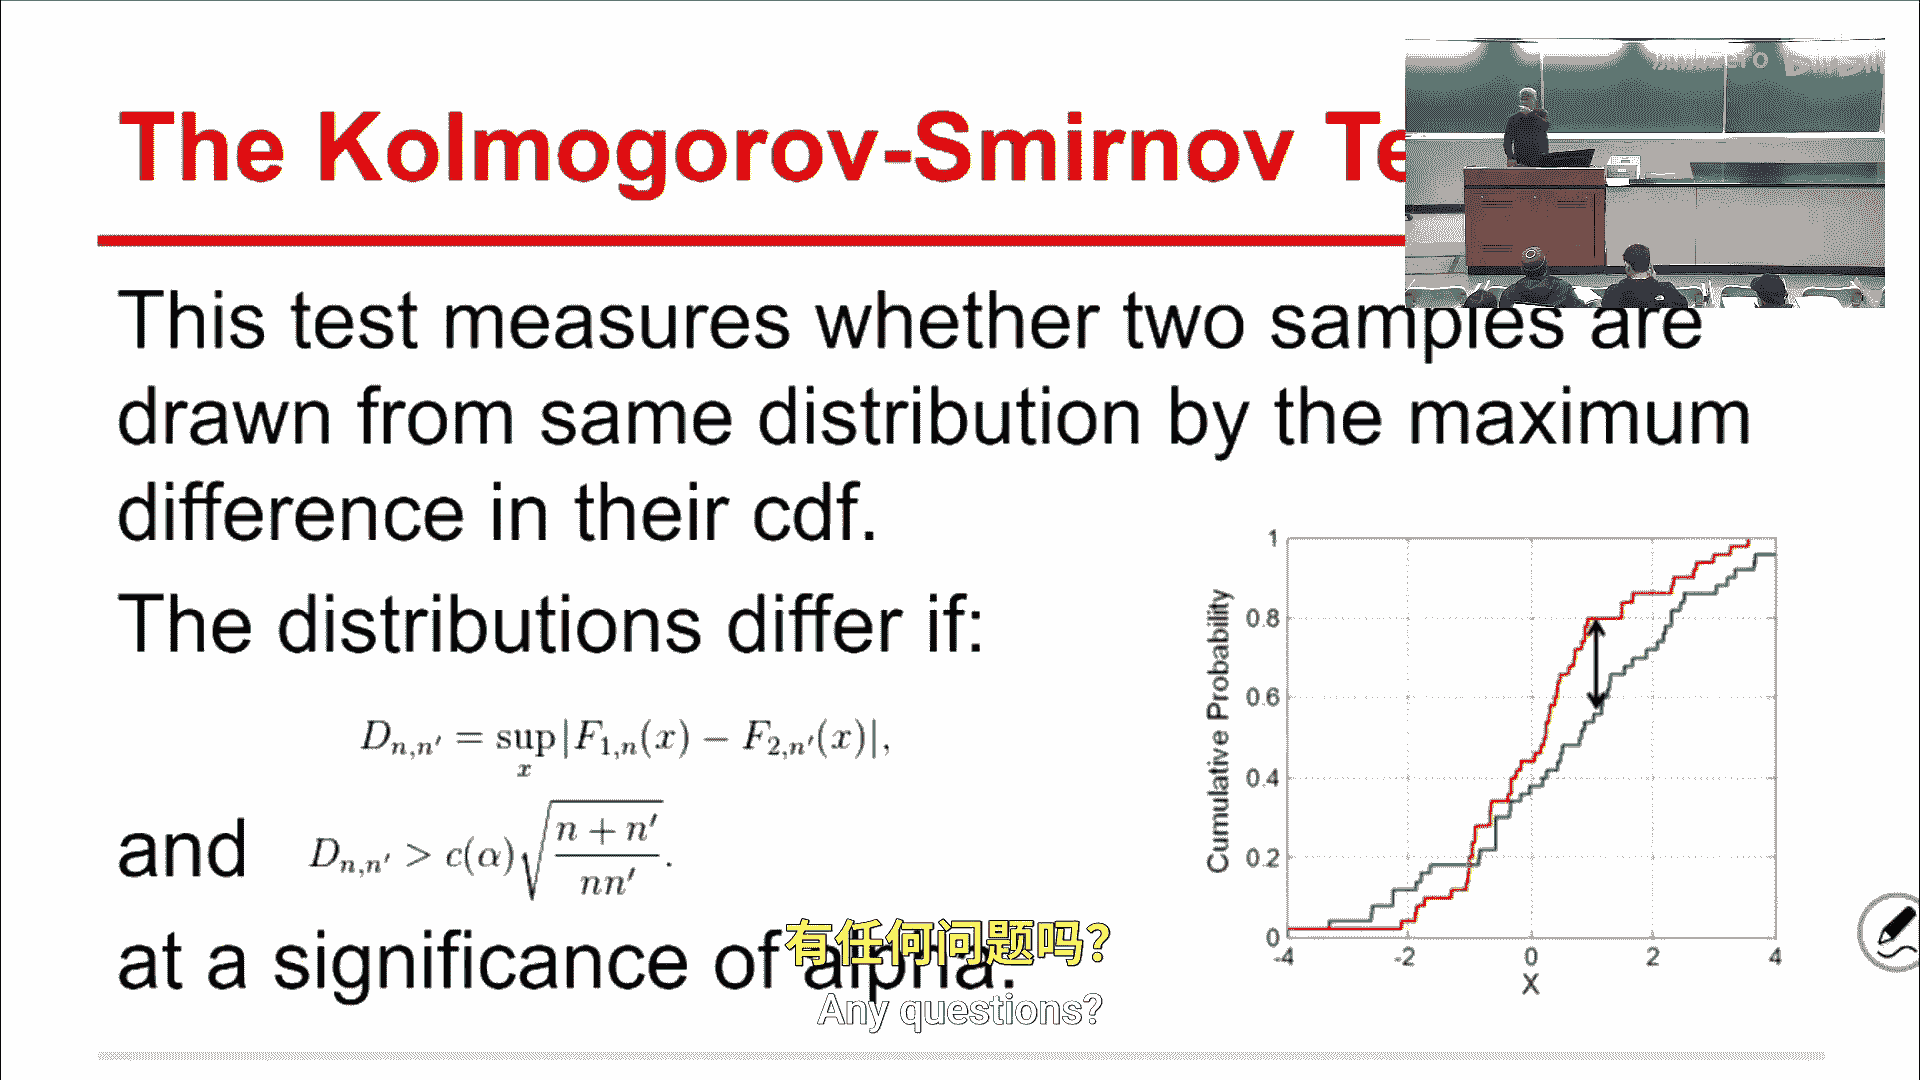 The Kolmogorov-Smirnov Te
This test measures whether two samples are
drawn from same distribution by the maximum
difference in their cdf.
The distributions differ if:
D_{n,n'} = sup_x |F_{1,n}(x) − F_{2,n'}(x)|,
and D_{n,n'} > c(α)√((n + n')/(nn')).
at a significance of alpha.
有任何问题吗？
Any questions?
Cumulative Probability
1
0.8
0.6
0.4
0.2
0
-4 -2 0 2 4
X